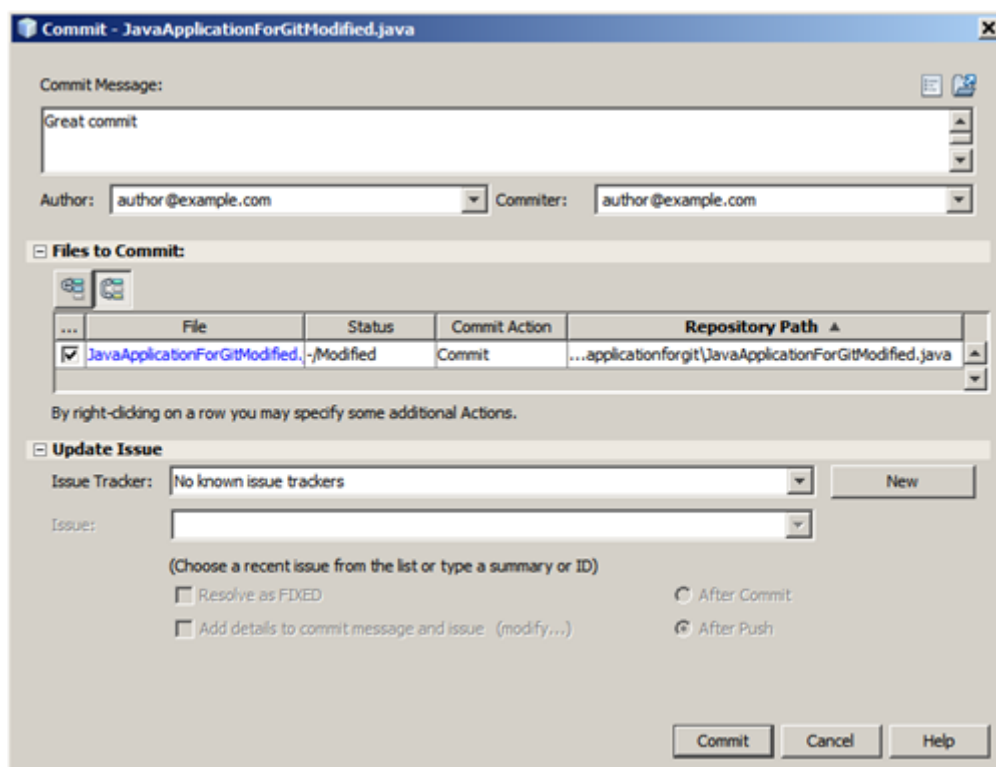 Commit - JavaApplicationForGitModified.java
Commit Message:
Great commit
Author: author@example.com Commiter: author@example.com
Files to Commit:
... File Status Commit Action Repository Path
JavaApplicationForGitModified. -/Modified Commit ...applicationforgit\JavaApplicationForGitModified.java
By right-clicking on a row you may specify some additional Actions.
Update Issue
Issue Tracker: No known issue trackers New
Issue:
(Choose a recent issue from the list or type a summary or ID)
Resolve as FIXED After Commit
Add details to commit message and issue (modify...) After Push
Commit Cancel Help